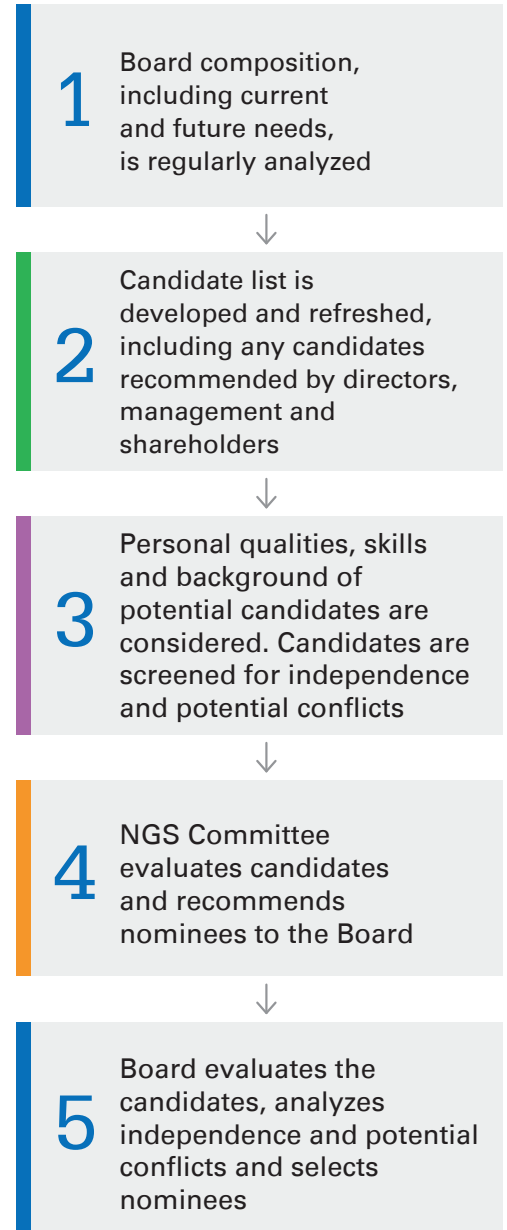 1
Board composition,
including current
and future needs,
is regularly analyzed
2
Candidate list is
developed and refreshed,
including any candidates
recommended by directors,
management and
shareholders
3
Personal qualities, skills
and background of
potential candidates are
considered. Candidates are
screened for independence
and potential conflicts
4
NGS Committee
evaluates candidates
and recommends
nominees to the Board
5
Board evaluates the
candidates, analyzes
independence and potential
conflicts and selects
nominees